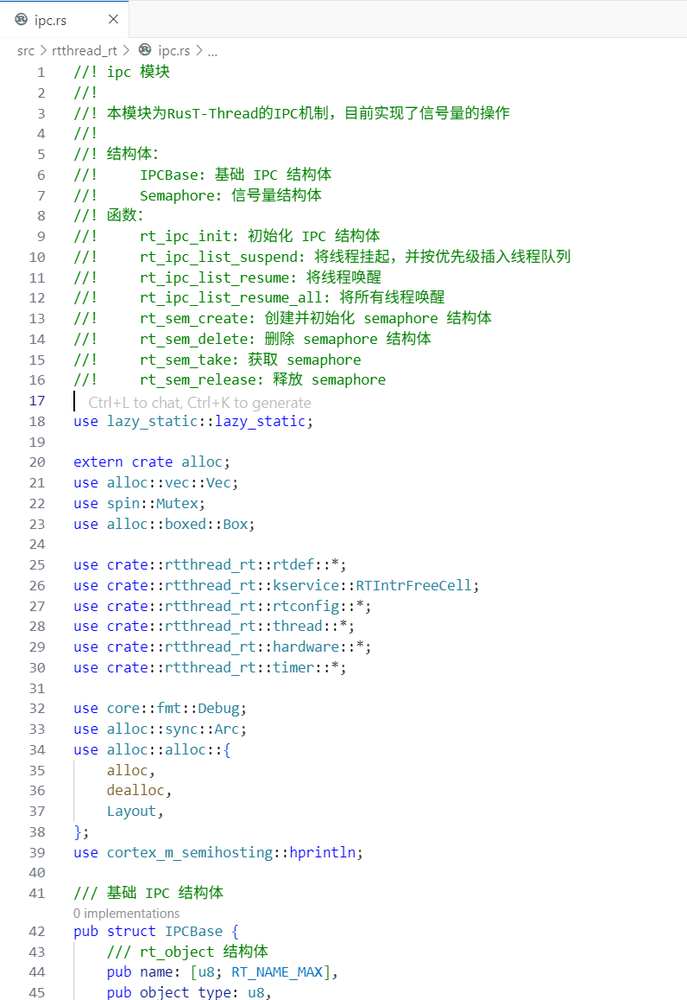 ipc.rs
src > rtthread_rt > ipc.rs > ...
1 //! ipc 模块
2 //!
3 //! 本模块为RusT-Thread的IPC机制，目前实现了信号量的操作
4 //!
5 //! 结构体：
6 //!     IPCBase: 基础 IPC 结构体
7 //!     Semaphore: 信号量结构体
8 //! 函数：
9 //!     rt_ipc_init: 初始化 IPC 结构体
10 //!     rt_ipc_list_suspend: 将线程挂起，并按优先级插入线程队列
11 //!     rt_ipc_list_resume: 将线程唤醒
12 //!     rt_ipc_list_resume_all: 将所有线程唤醒
13 //!     rt_sem_create: 创建并初始化 semaphore 结构体
14 //!     rt_sem_delete: 删除 semaphore 结构体
15 //!     rt_sem_take: 获取 semaphore
16 //!     rt_sem_release: 释放 semaphore
17 Ctrl+L to chat, Ctrl+K to generate
18 use lazy_static::lazy_static;
19
20 extern crate alloc;
21 use alloc::vec::Vec;
22 use spin::Mutex;
23 use alloc::boxed::Box;
24
25 use crate::rtthread_rt::rtdef::*;
26 use crate::rtthread_rt::kservice::RTIntrFreeCell;
27 use crate::rtthread_rt::rtconfig::*;
28 use crate::rtthread_rt::thread::*;
29 use crate::rtthread_rt::hardware::*;
30 use crate::rtthread_rt::timer::*;
31
32 use core::fmt::Debug;
33 use alloc::sync::Arc;
34 use alloc::alloc::{
35     alloc,
36     dealloc,
37     Layout,
38 };
39 use cortex_m_semihosting::hprintln;
40
41 /// 基础 IPC 结构体
0 implementations
42 pub struct IPCBase {
43     /// rt_object 结构体
44     pub name: [u8; RT_NAME_MAX],
45     pub object_type: u8,